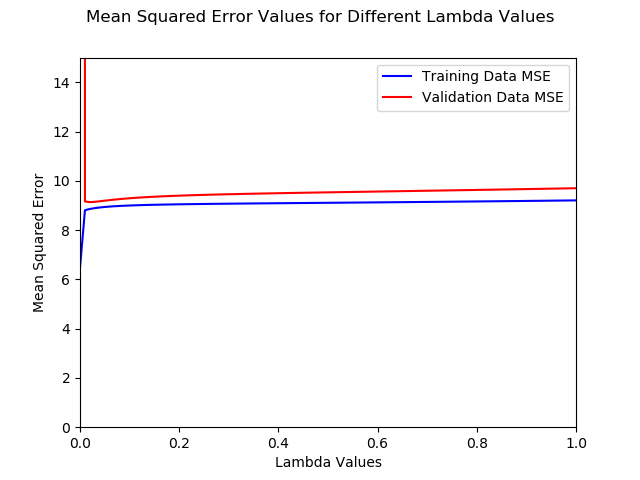 Mean Squared Error Values for Different Lambda Values
Training Data MSE
Validation Data MSE
Mean Squared Error
14
12
10
8
6
4
2
0
0.0 0.2 0.4 0.6 0.8 1.0
Lambda Values